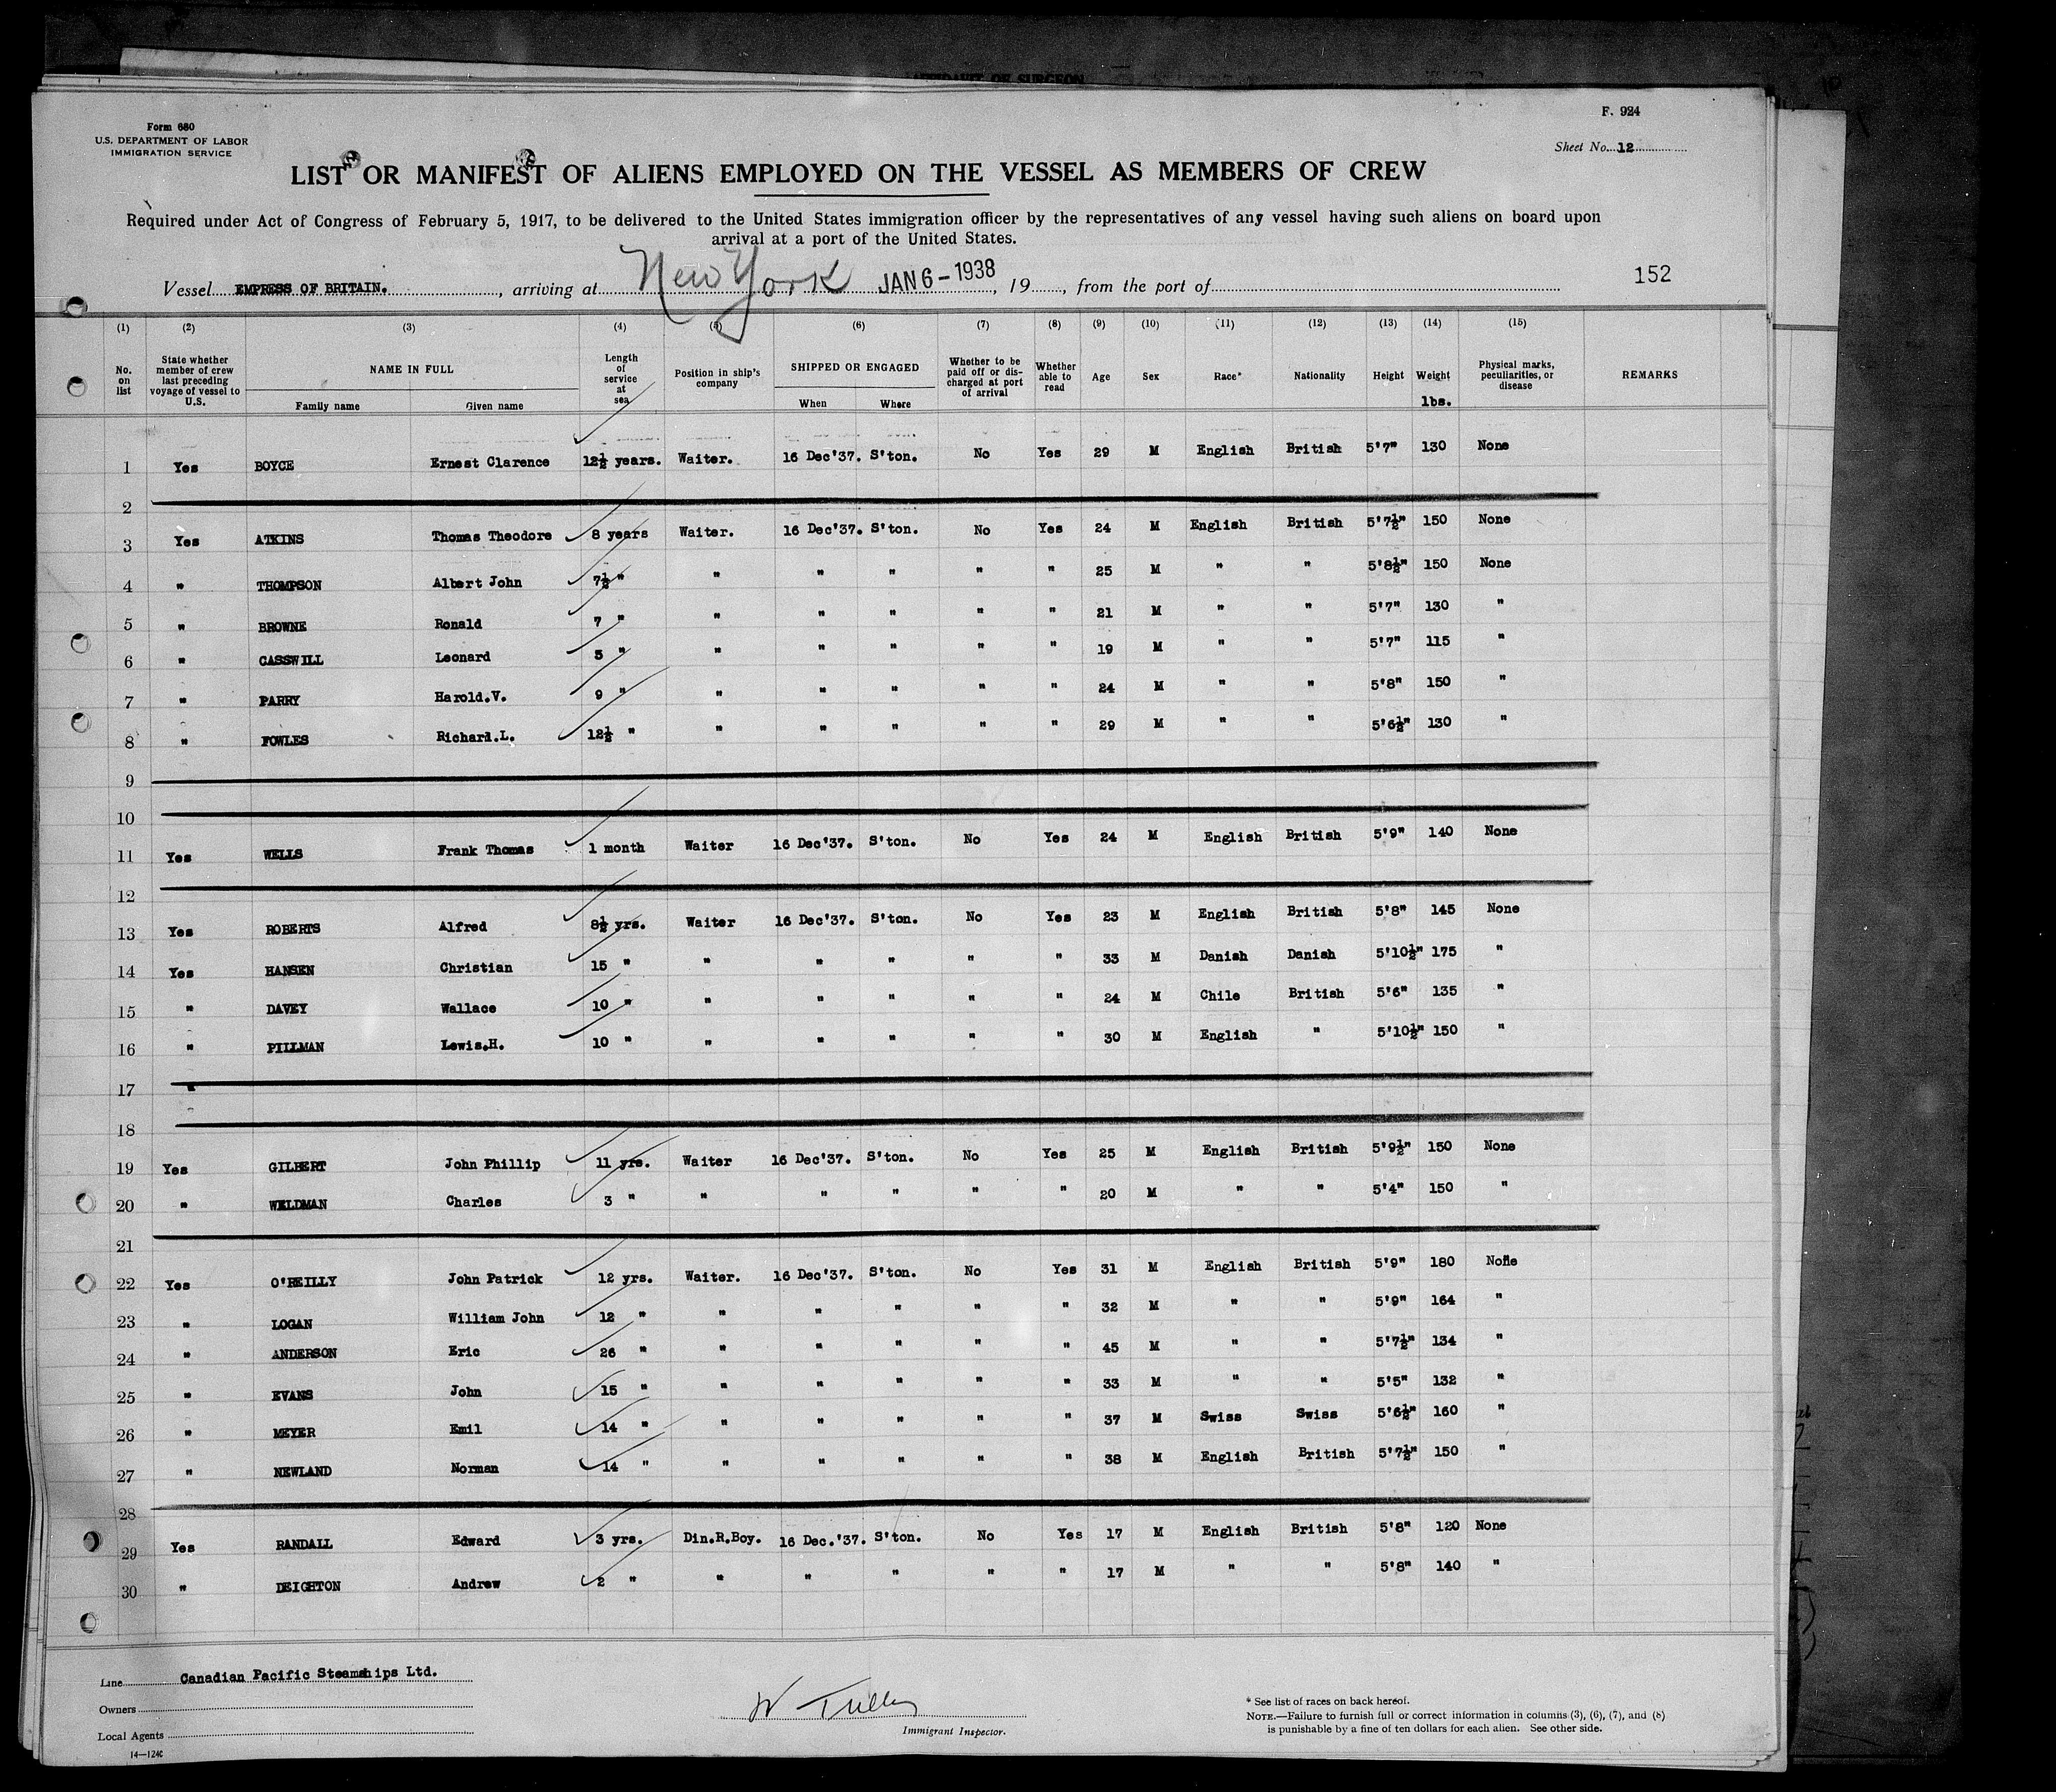 AFFIDAVIT OF SURGEON
F. 924
Form 680
U.S. DEPARTMENT OF LABOR
IMMIGRATION SERVICE
Sheet No. 12
LIST OR MANIFEST OF ALIENS EMPLOYED ON THE VESSEL AS MEMBERS OF CREW
Required under Act of Congress of February 5, 1917, to be delivered to the United States immigration officer by the representatives of any vessel having such aliens on board upon
arrival at a port of the United States.
Vessel EMPRESS OF BRITAIN. , arriving at New York JAN 6 - 1938 , 19 , from the port of 152
(1) (2) (3) (4) (5) (6) (7) (8) (9) (10) (11) (12) (13) (14) (15)
No. on list State whether member of crew last preceding voyage of vessel to U.S. NAME IN FULL Family name Given name Length of service at sea Position in ship's company SHIPPED OR ENGAGED When Where Whether to be paid off or discharged at port of arrival Whether able to read Age Sex Race* Nationality Height Weight lbs. Physical marks, peculiarities, or disease REMARKS
1 Yes BOYCE Ernest Clarence 12½ years. Waiter. 16 Dec'37. S'ton. No Yes 29 M English British 5'7" 130 None
2
3 Yes ATKINS Thomas Theodore 8 years Waiter. 16 Dec'37. S'ton. No Yes 24 M English British 5'7½" 150 None
4 " THOMPSON Albert John 7½ " " " " " " 25 M " " 5'8½" 150 None
5 " BROWNE Ronald 7 " " " " " " 21 M " " 5'7" 130 "
6 " CASSWILL Leonard 5 " " " " " " 19 M " " 5'7" 115 "
7 " PARRY Harold.V. 9 " " " " " " 24 M " " 5'8" 150 "
8 " FOWLES Richard.L. 12½ " " " " " " 29 M " " 5'6½" 130 "
9
10
11 Yes WELLS Frank Thomas 1 month Waiter 16 Dec'37. S'ton. No Yes 24 M English British 5'9" 140 None
12
13 Yes ROBERTS Alfred 8½ yrs. Waiter 16 Dec'37. S'ton. No Yes 23 M English British 5'8" 145 None
14 Yes HANSEN Christian 15 " " " " " " 33 M Danish Danish 5'10½" 175 "
15 " DAVEY Wallace 10 " " " " " " 24 M Chile British 5'6" 135 "
16 " PILLMAN Lewis.H. 10 " " " " " " 30 M English " 5'10½" 150 "
17 "
18
19 Yes GILBERT John Phillip 11 yrs. Waiter 16 Dec'37. S'ton. No Yes 25 M English British 5'9½" 150 None
20 " WELDMAN Charles 3 " " " " " " 20 M " " 5'4" 150 "
21
22 Yes O'REILLY John Patrick 12 yrs. Waiter. 16 Dec'37. S'ton. No Yes 31 M English British 5'9" 180 None
23 " LOGAN William John 12 " " " " " " 32 M " " 5'9" 164 "
24 " ANDERSON Eric 26 " " " " " " 45 M " " 5'7½" 134 "
25 " EVANS John 15 " " " " " " 33 M " " 5'5" 132 "
26 " MEYER Emil 14 " " " " " " 37 M Swiss Swiss 5'6½" 160 "
27 " NEWLAND Norman 14 " " " " " " 38 M English British 5'7½" 150 "
28
29 Yes RANDALL Edward 3 yrs. Din.R.Boy. 16 Dec.'37. S'ton. No Yes 17 M English British 5'8" 120 None
30 " DEIGHTON Andrew 2 " " " " " " 17 M " " 5'8" 140 "
Line Canadian Pacific Steamships Ltd.
Owners
Local Agents
14—1240
W Tulley
Immigrant Inspector.
* See list of races on back hereof.
NOTE.—Failure to furnish full or correct information in columns (3), (6), (7), and (8)
is punishable by a fine of ten dollars for each alien. See other side.